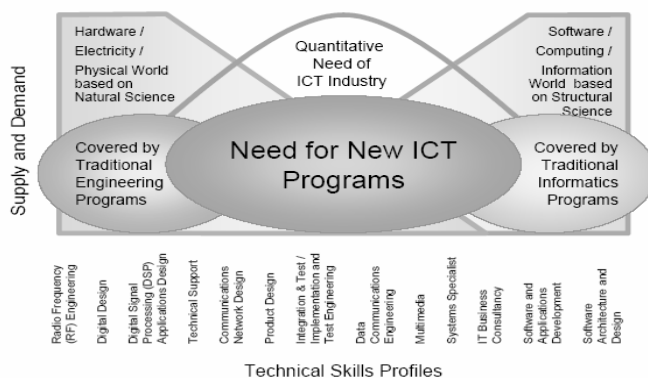 Hardware /
Electricity /
Physical World
based on
Natural Science
Quantitative
Need of
ICT Industry
Software /
Computing /
Information
World based
on Structural
Science
Supply and Demand
Covered by
Traditional
Engineering
Programs
Need for New ICT
Programs
Covered by
Traditional
Informatics
Programs
Radio Frequency
(RF) Engineering
Digital Design
Digital Signal
Processing (DSP)
Applications Design
Technical Support
Communications
Network Design
Product Design
Integration & Test /
Implementation and
Test Engineering
Data
Communications
Engineering
Multimedia
Systems Specialist
IT Business
Consultancy
Software and
Applications
Development
Software
Architecture and
Design
Technical Skills Profiles